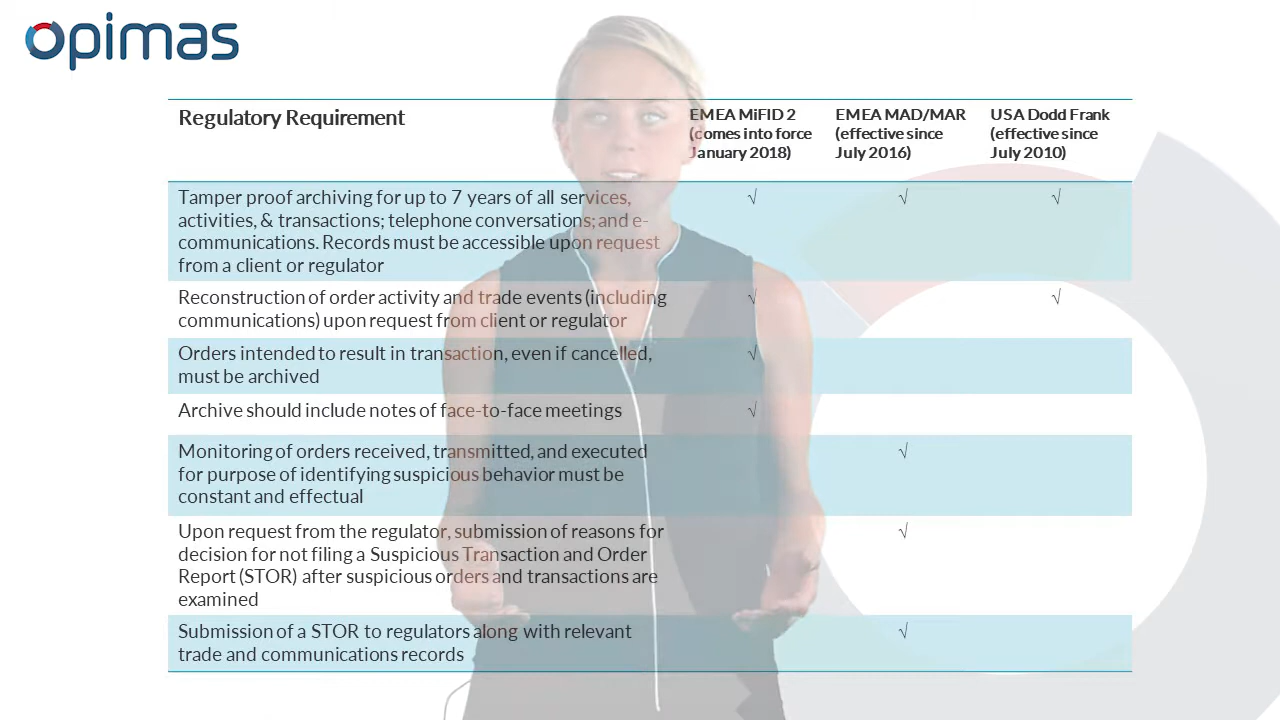 opimas
Regulatory Requirement
EMEA MiFID 2
(comes into force
January 2018)
EMEA MAD/MAR
(effective since
July 2016)
USA Dodd Frank
(effective since
July 2010)
Tamper proof archiving for up to 7 years of all services,
activities, & transactions; telephone conversations; and e-
communications. Records must be accessible upon request
from a client or regulator
√ √ √
Reconstruction of order activity and trade events (including
communications) upon request from client or regulator
√ √
Orders intended to result in transaction, even if cancelled,
must be archived
√
Archive should include notes of face-to-face meetings
√
Monitoring of orders received, transmitted, and executed
for purpose of identifying suspicious behavior must be
constant and effectual
√
Upon request from the regulator, submission of reasons for
decision for not filing a Suspicious Transaction and Order
Report (STOR) after suspicious orders and transactions are
examined
√
Submission of a STOR to regulators along with relevant
trade and communications records
√